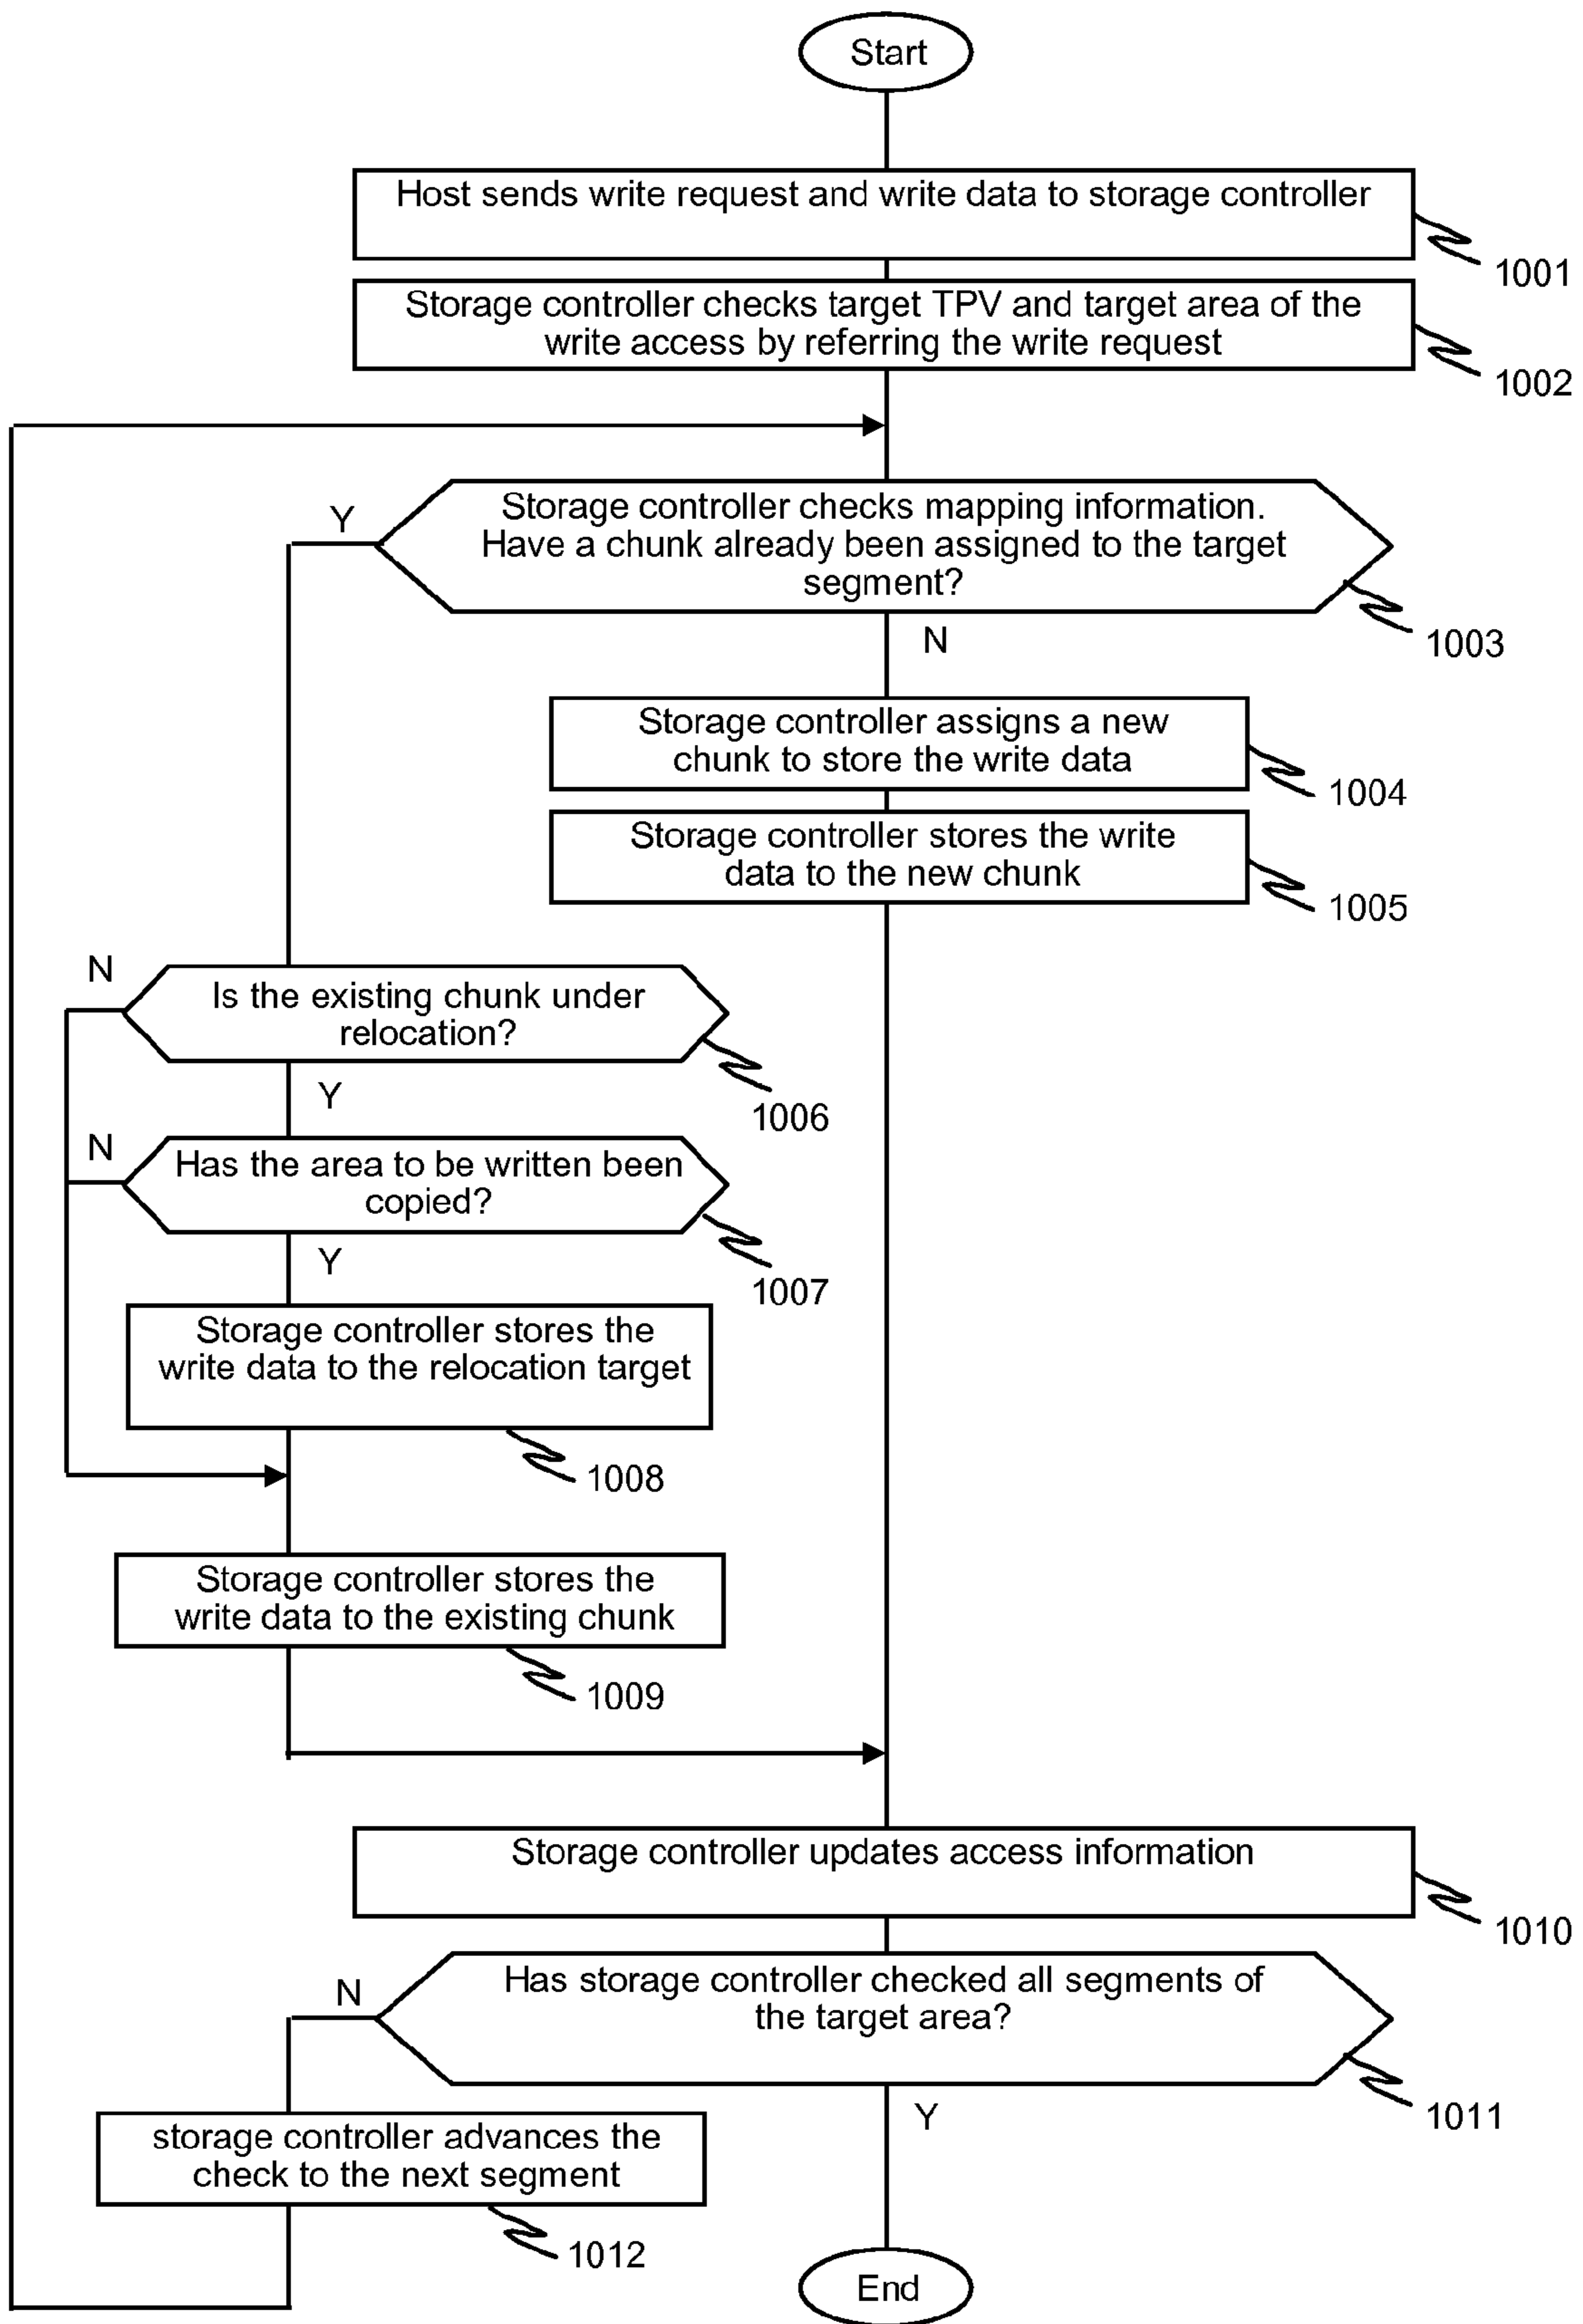 Start
Host sends write request and write data to storage controller
1001
Storage controller checks target TPV and target area of the
write access by referring the write request
1002
Y
Storage controller checks mapping information.
Have a chunk already been assigned to the target
segment?
1003
N
Storage controller assigns a new
chunk to store the write data
1004
Storage controller stores the write
data to the new chunk
1005
N
Is the existing chunk under
relocation?
1006
Y
N
Has the area to be written been
copied?
1007
Y
Storage controller stores the
write data to the relocation target
1008
Storage controller stores the
write data to the existing chunk
1009
Storage controller updates access information
1010
N
Has storage controller checked all segments of
the target area?
1011
Y
storage controller advances the
check to the next segment
1012
End